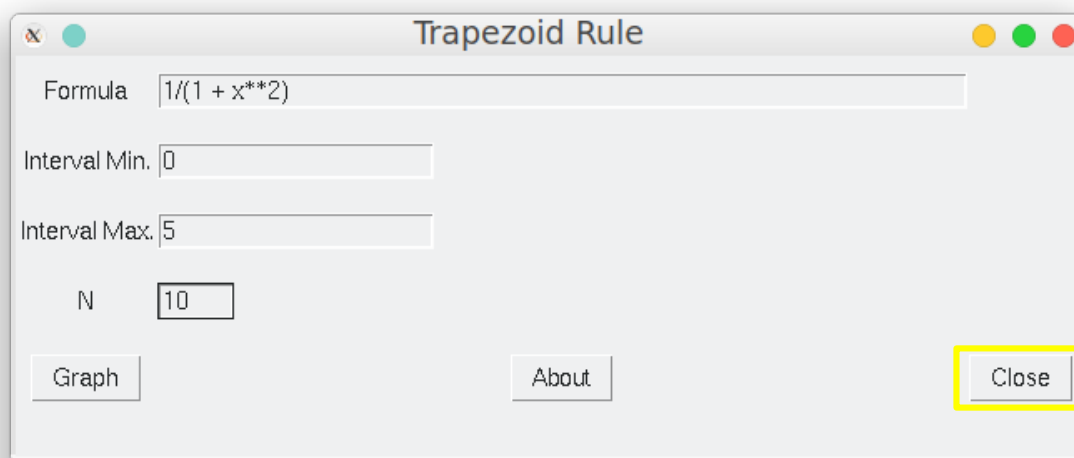 Trapezoid Rule
Formula 1/(1 + x**2)
Interval Min. 0
Interval Max. 5
N 10
Graph About Close